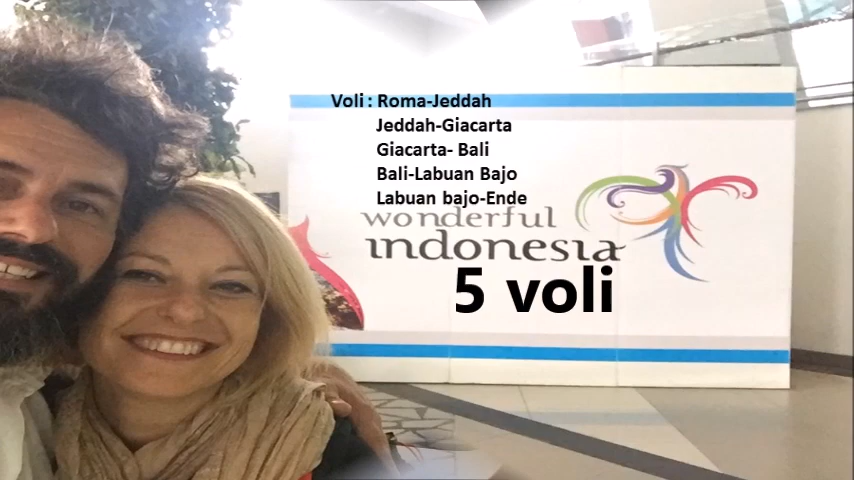 Voli : Roma-Jeddah
Jeddah-Giacarta
Giacarta- Bali
Bali-Labuan Bajo
Labuan bajo-Ende
wonderful
indonesia
5 voli